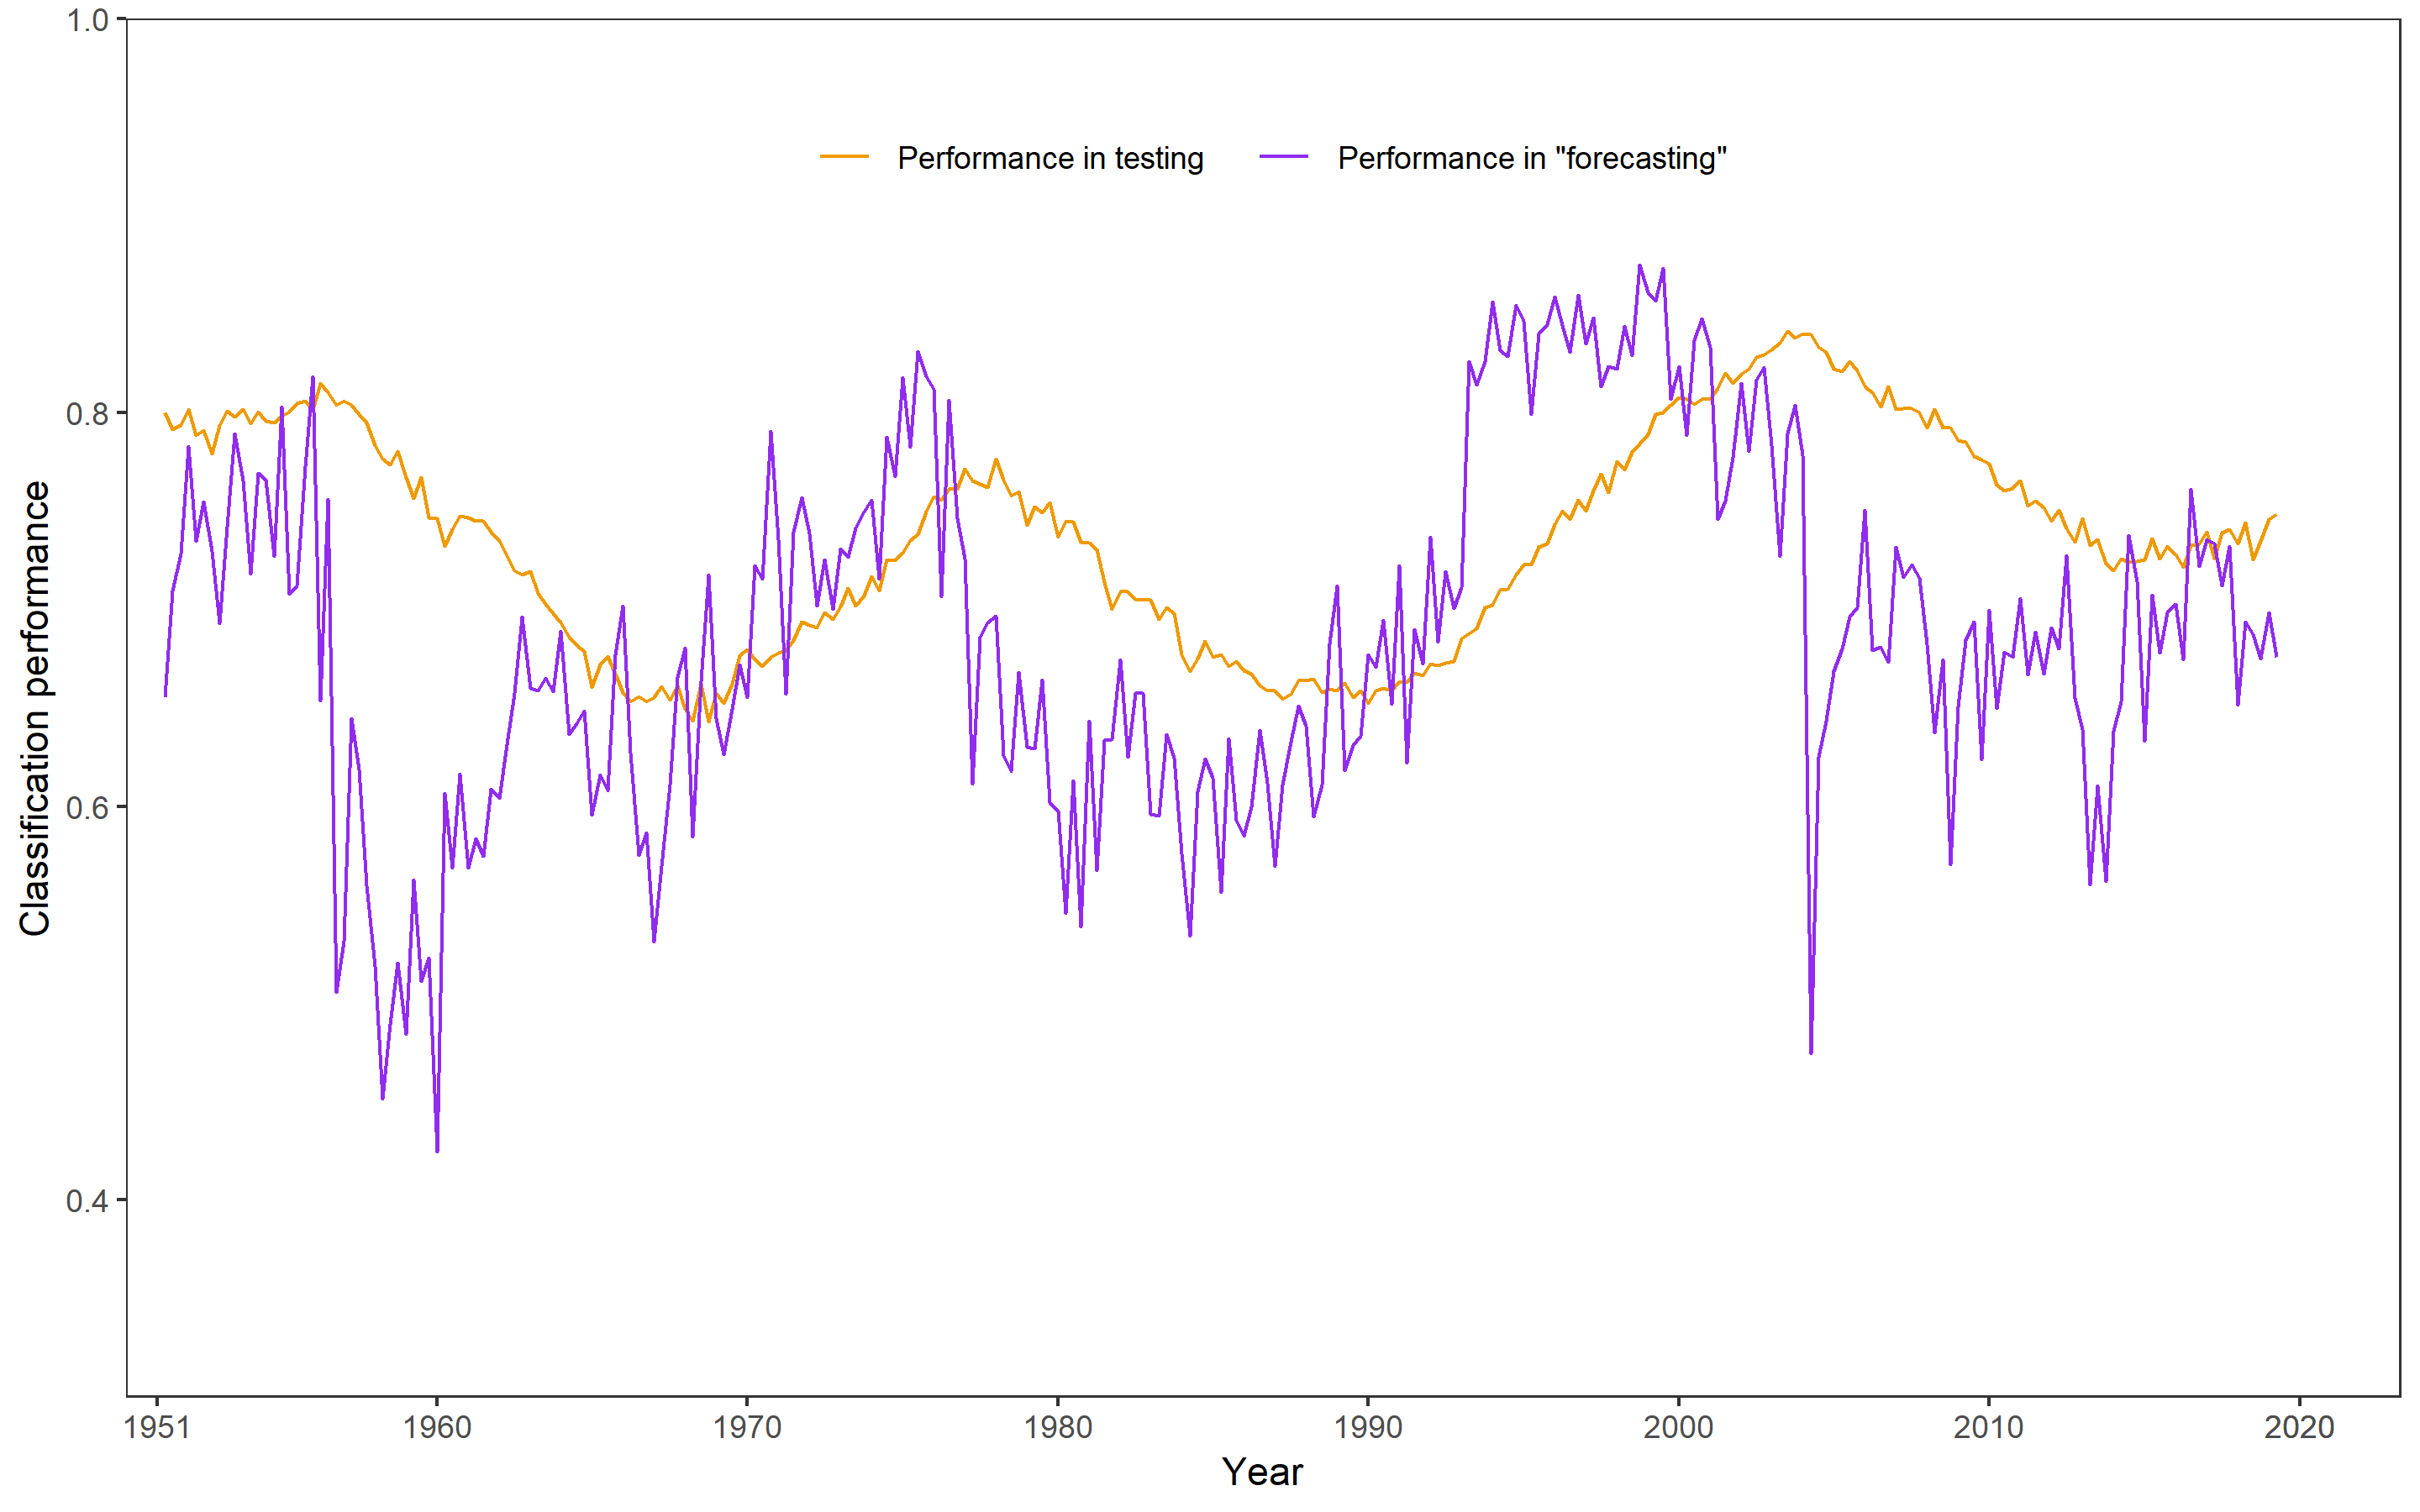 1.0
Performance in testing Performance in "forecasting"
0.8
Classification performance
0.6
0.4
1951 1960 1970 1980 1990 2000 2010 2020
Year